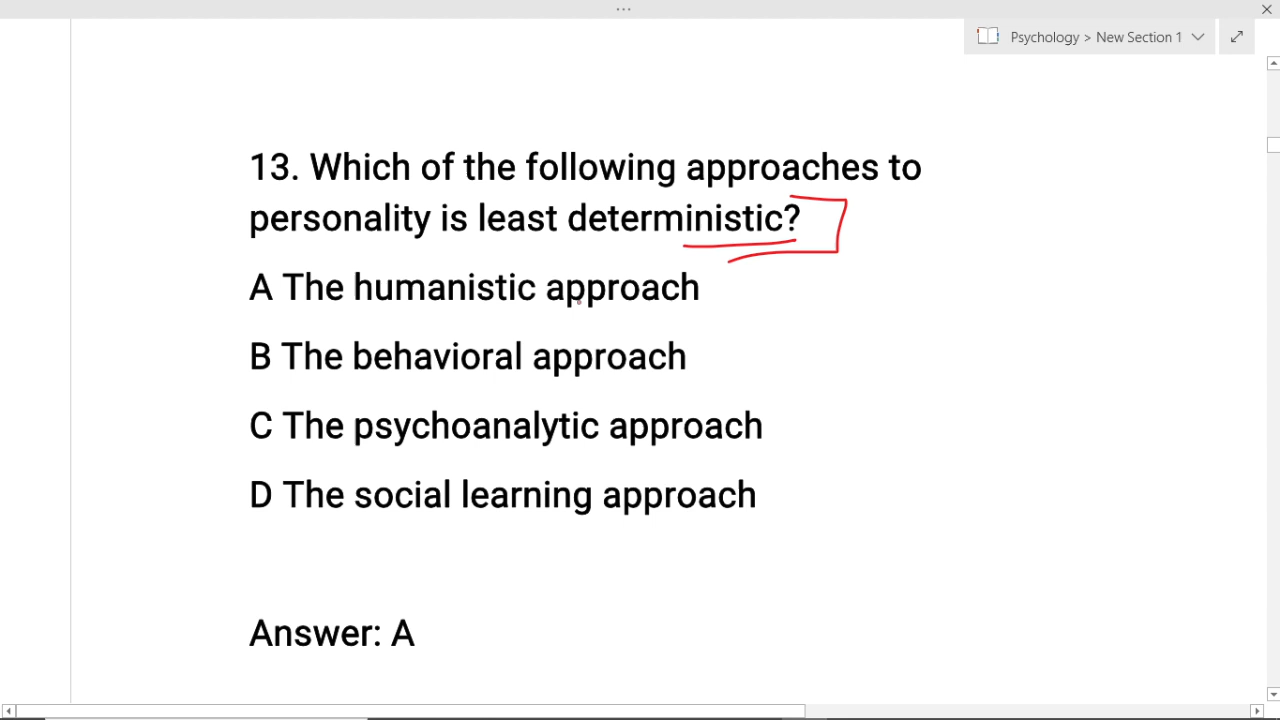 Psychology > New Section 1
13. Which of the following approaches to
personality is least deterministic?
A The humanistic approach
B The behavioral approach
C The psychoanalytic approach
D The social learning approach
Answer: A